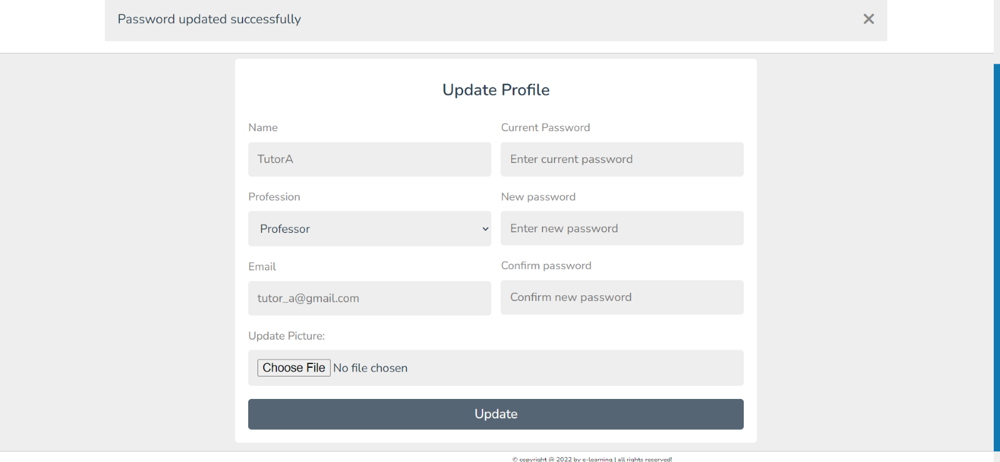 Password updated successfully
Update Profile
Name
Current Password
TutorA
Enter current password
Profession
New password
Professor
Enter new password
Email
Confirm password
tutor_a@gmail.com
Confirm new password
Update Picture:
Choose File No file chosen
Update
© copyright @ 2022 by e-learning | all rights reserved!